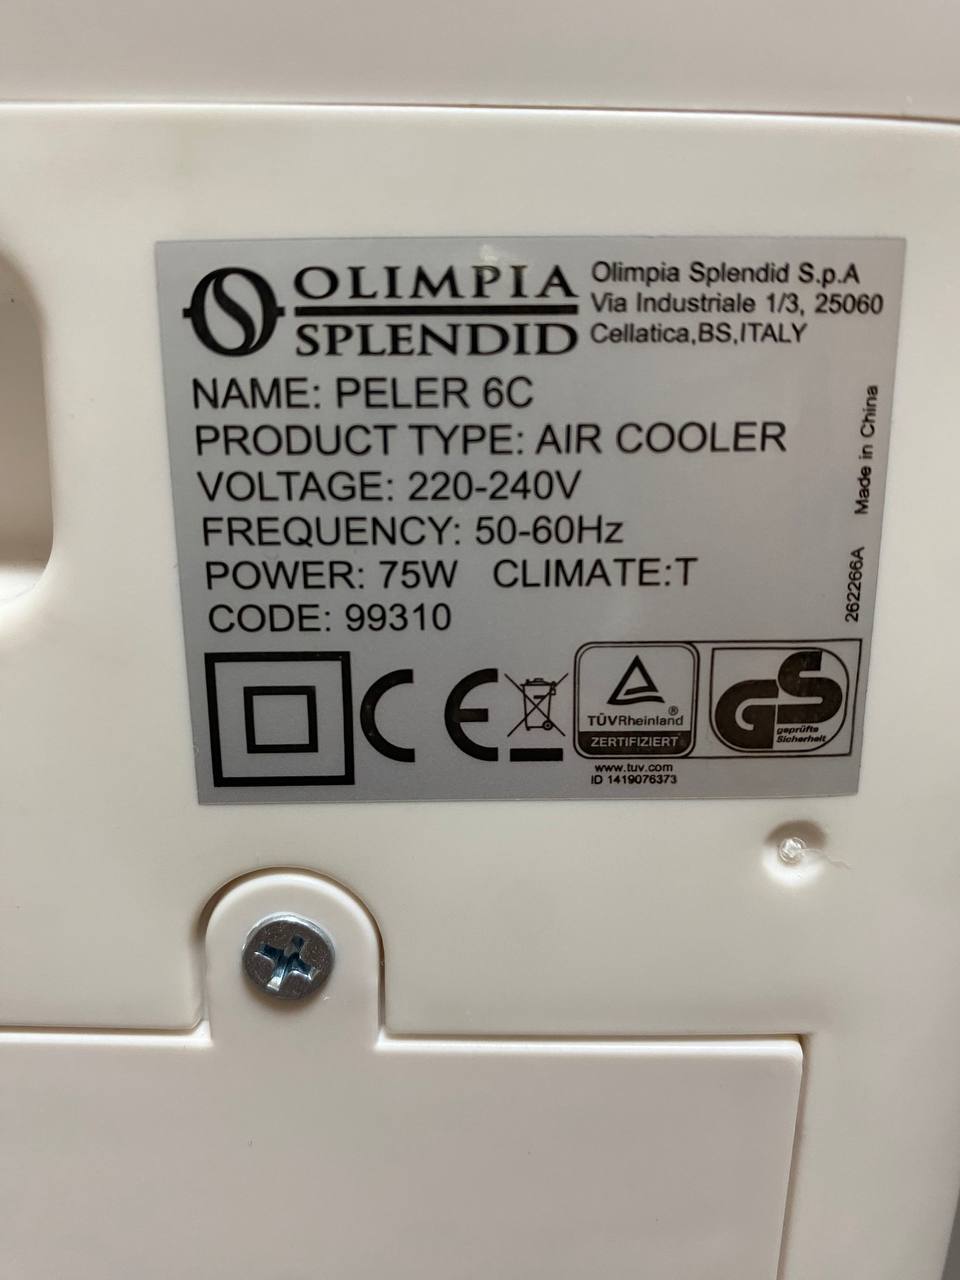 OLIMPIA
SPLENDID
Olimpia Splendid S.p.A
Via Industriale 1/3, 25060
Cellatica,BS,ITALY
NAME: PELER 6C
PRODUCT TYPE: AIR COOLER
VOLTAGE: 220-240V
FREQUENCY: 50-60Hz
POWER: 75W CLIMATE:T
CODE: 99310
262266A Made in China
CE
TÜVRheinland®
ZERTIFIZIERT
www.tuv.com
ID 1419076373
GS
geprüfte
Sicherheit